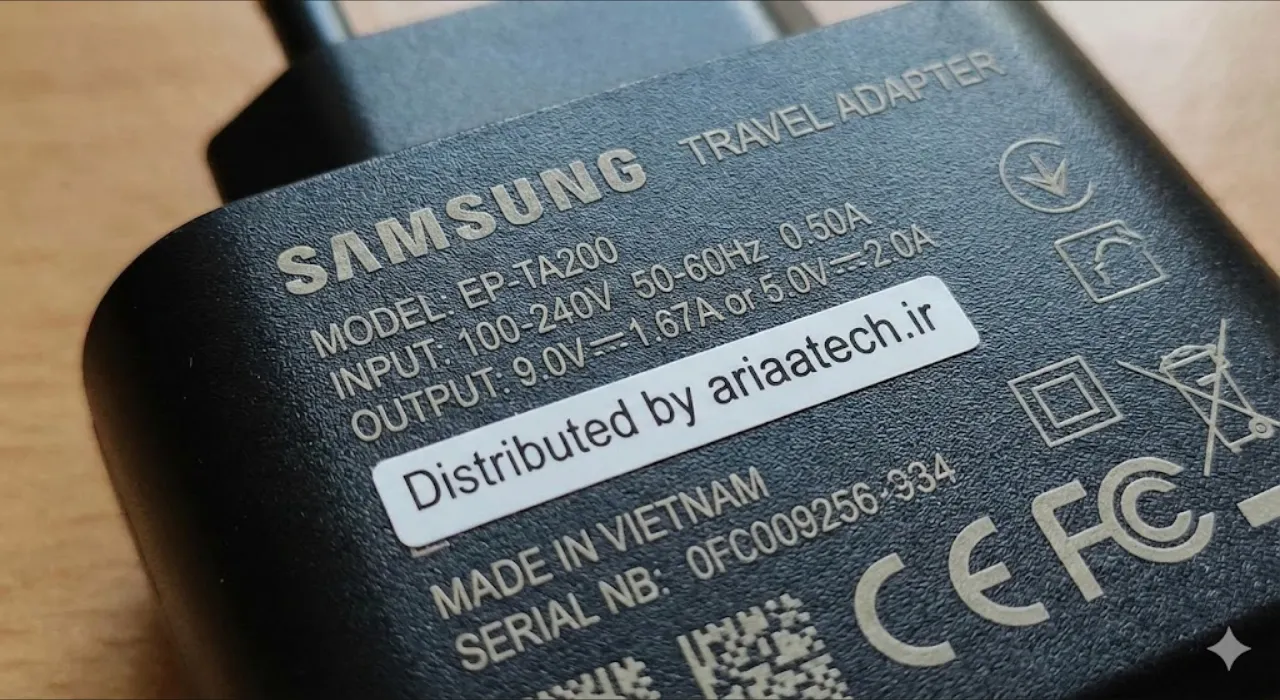 SAMSUNG TRAVEL ADAPTER
MODEL: EP-TA200
INPUT: 100-240V 50-60Hz 0.50A
OUTPUT: 9.0V⎓1.67A or 5.0V⎓2.0A
Distributed by ariaatech.ir
MADE IN VIETNAM
SERIAL NB: 0FC009256-934
CE FC